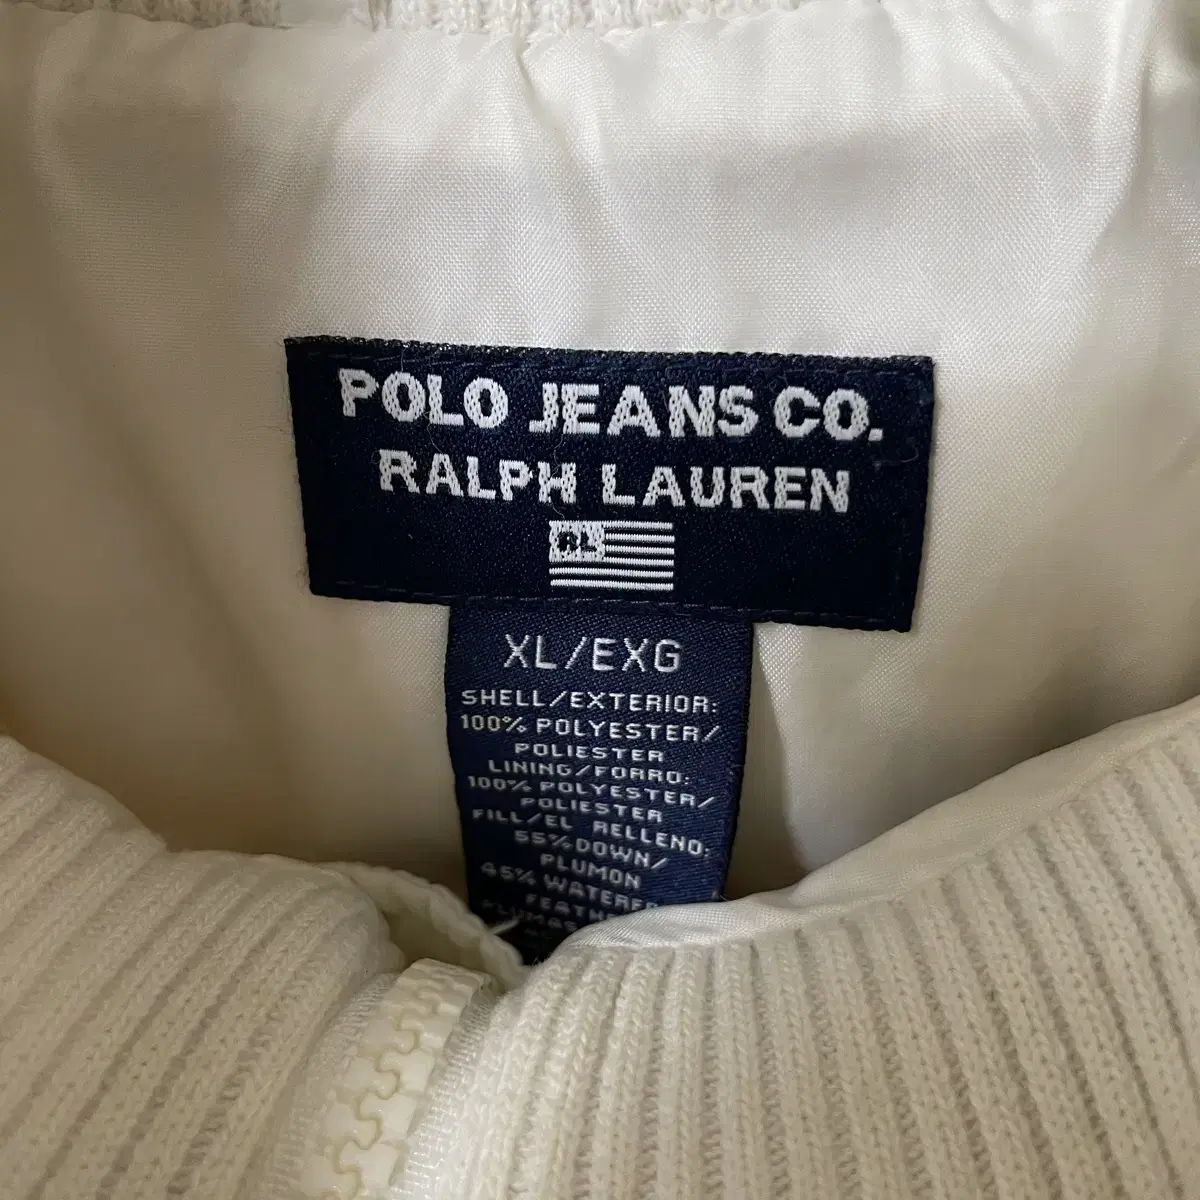 POLO JEANS CO.
RALPH LAUREN
RL
XL/EXG
SHELL/EXTERIOR:
100% POLYESTER/
POLIESTER
LINING/FORRO:
100% POLYESTER/
POLIESTER
FILL/EL RELLENO:
55% DOWN/
PLUMON
45%